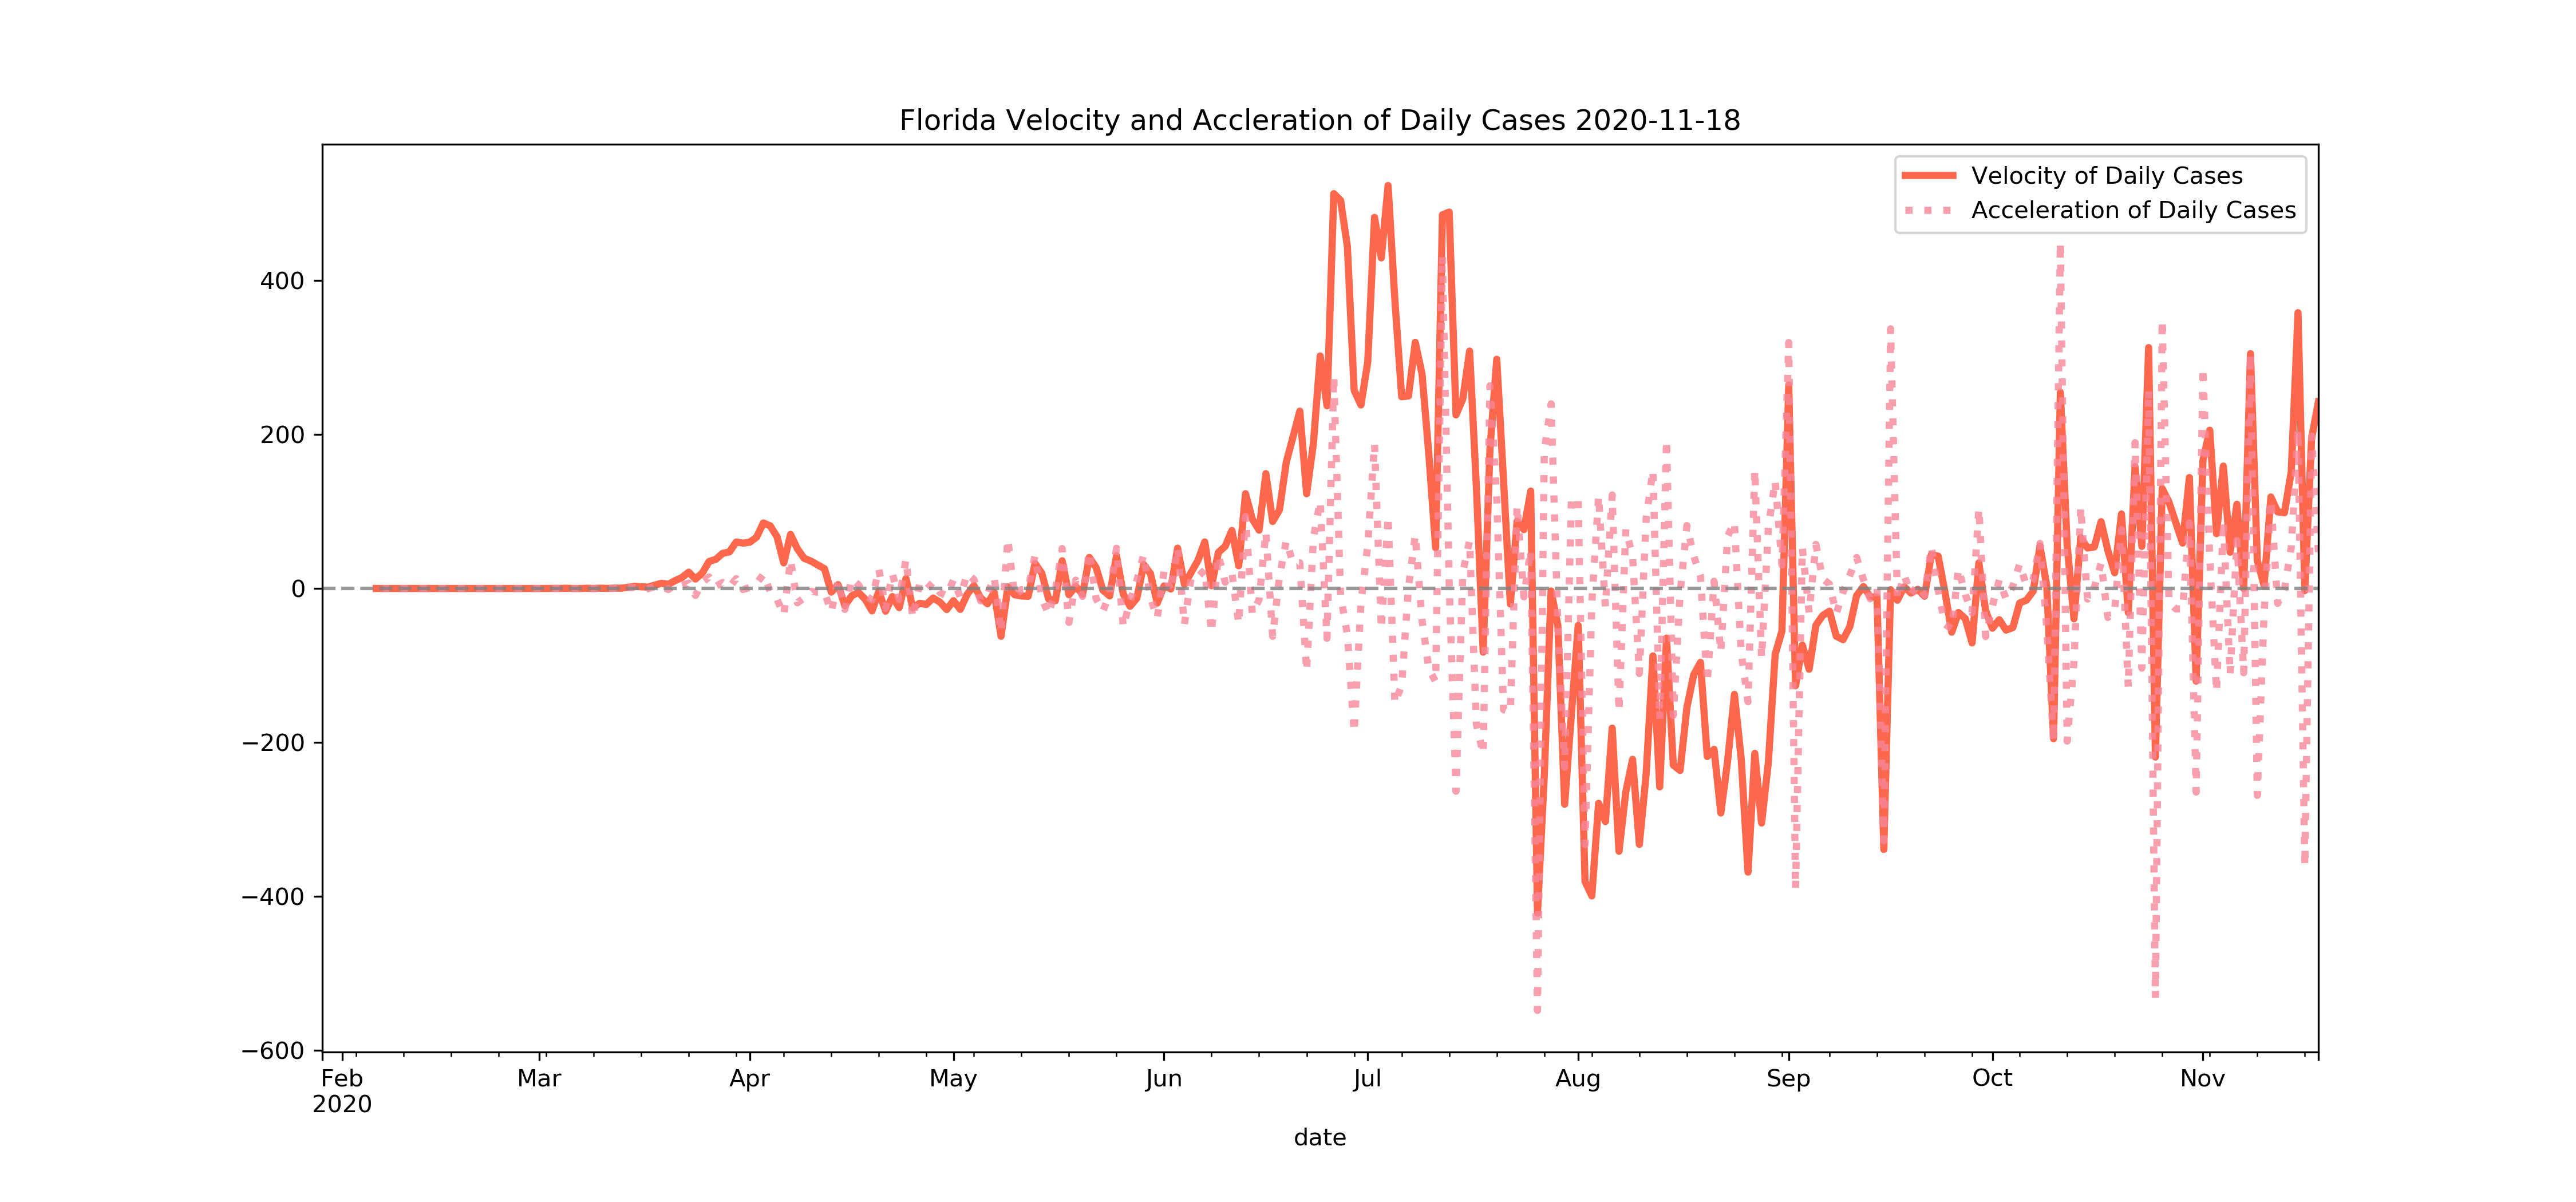 Florida Velocity and Accleration of Daily Cases 2020-11-18
Velocity of Daily Cases
Acceleration of Daily Cases
400
200
0
−200
−400
−600
Feb Mar Apr May Jun Jul Aug Sep Oct Nov
2020
date